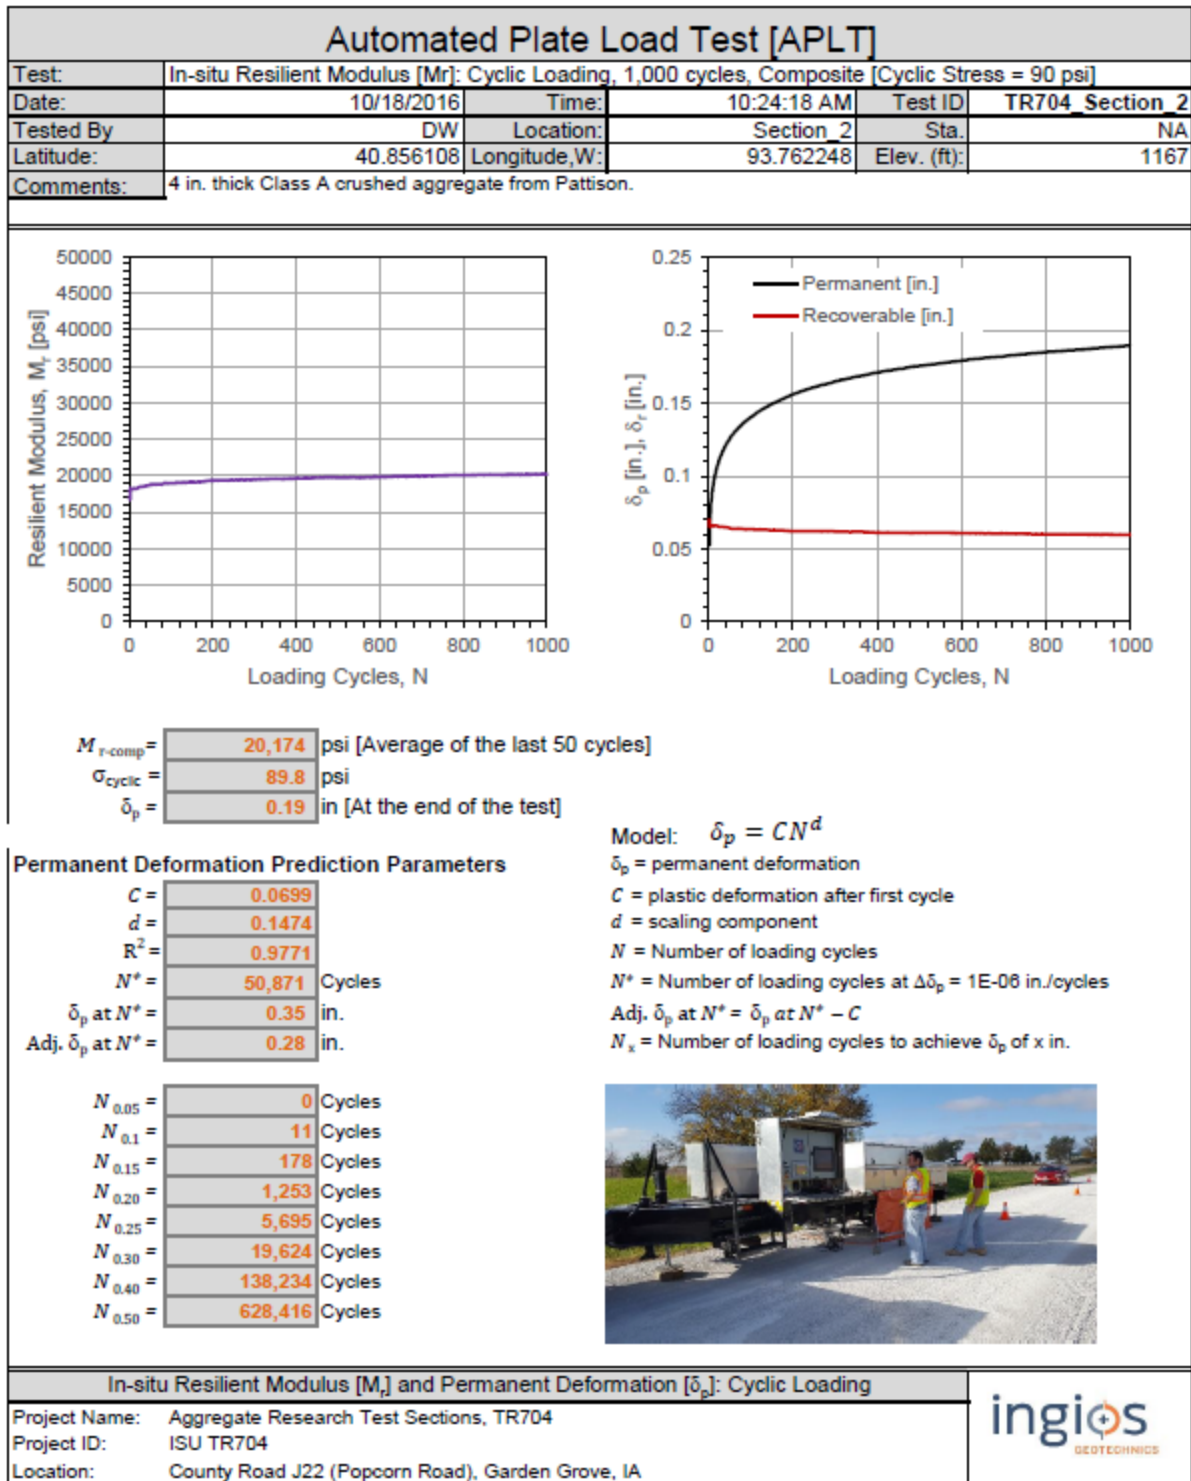 Automated Plate Load Test [APLT]
Test: In-situ Resilient Modulus [Mr]: Cyclic Loading, 1,000 cycles, Composite [Cyclic Stress = 90 psi]
Date: 10/18/2016 Time: 10:24:18 AM Test ID TR704_Section_2
Tested By DW Location: Section_2 Sta. NA
Latitude: 40.856108 Longitude,W: 93.762248 Elev. (ft): 1167
Comments: 4 in. thick Class A crushed aggregate from Pattison.
Resilient Modulus, Mr [psi]
50000
45000
40000
35000
30000
25000
20000
15000
10000
5000
0
0 200 400 600 800 1000
Loading Cycles, N
δp [in.], δr [in.]
0.25
0.2
0.15
0.1
0.05
0
Permanent [in.]
Recoverable [in.]
0 200 400 600 800 1000
Loading Cycles, N
M r-comp= 20,174 psi [Average of the last 50 cycles]
σcyclic = 89.8 psi
δp = 0.19 in [At the end of the test]
Permanent Deformation Prediction Parameters
C = 0.0699
d = 0.1474
R² = 0.9771
N* = 50,871 Cycles
δp at N* = 0.35 in.
Adj. δp at N* = 0.28 in.
Model: δp = CN^d
δp = permanent deformation
C = plastic deformation after first cycle
d = scaling component
N = Number of loading cycles
N* = Number of loading cycles at Δδp = 1E-06 in./cycles
Adj. δp at N* = δp at N* – C
Nx = Number of loading cycles to achieve δp of x in.
N 0.05 = 0 Cycles
N 0.1 = 11 Cycles
N 0.15 = 178 Cycles
N 0.20 = 1,253 Cycles
N 0.25 = 5,695 Cycles
N 0.30 = 19,624 Cycles
N 0.40 = 138,234 Cycles
N 0.50 = 628,416 Cycles
In-situ Resilient Modulus [Mr] and Permanent Deformation [δp]: Cyclic Loading
Project Name: Aggregate Research Test Sections, TR704
Project ID: ISU TR704
Location: County Road J22 (Popcorn Road), Garden Grove, IA
ingios
GEOTECHNICS